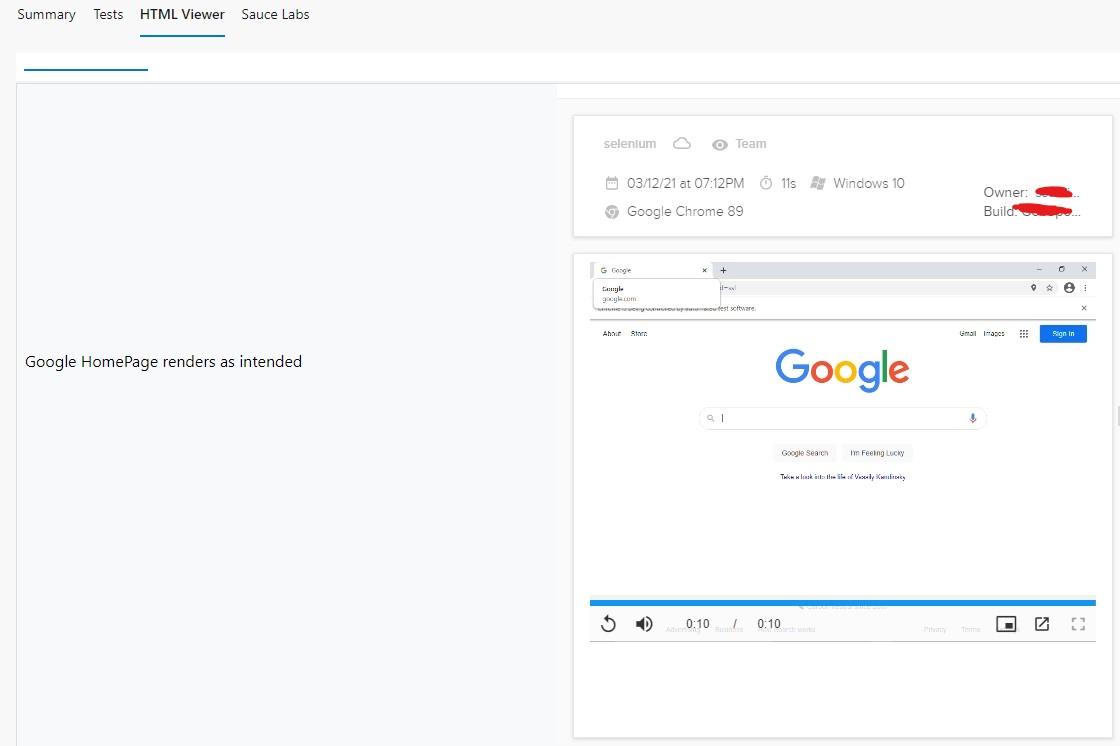 Summary Tests HTML Viewer Sauce Labs
Google HomePage renders as intended
selenium Team
03/12/21 at 07:12PM 11s Windows 10
Google Chrome 89
Owner:
Build:
Google
Google
google.com
Chrome is being controlled by automated test software.
About Store
Gmail Images Sign in
Google
Google Search I'm Feeling Lucky
Take a look into the life of Vassily Kandinsky
0:10 / 0:10
Advertising Business How Search works
Privacy Terms